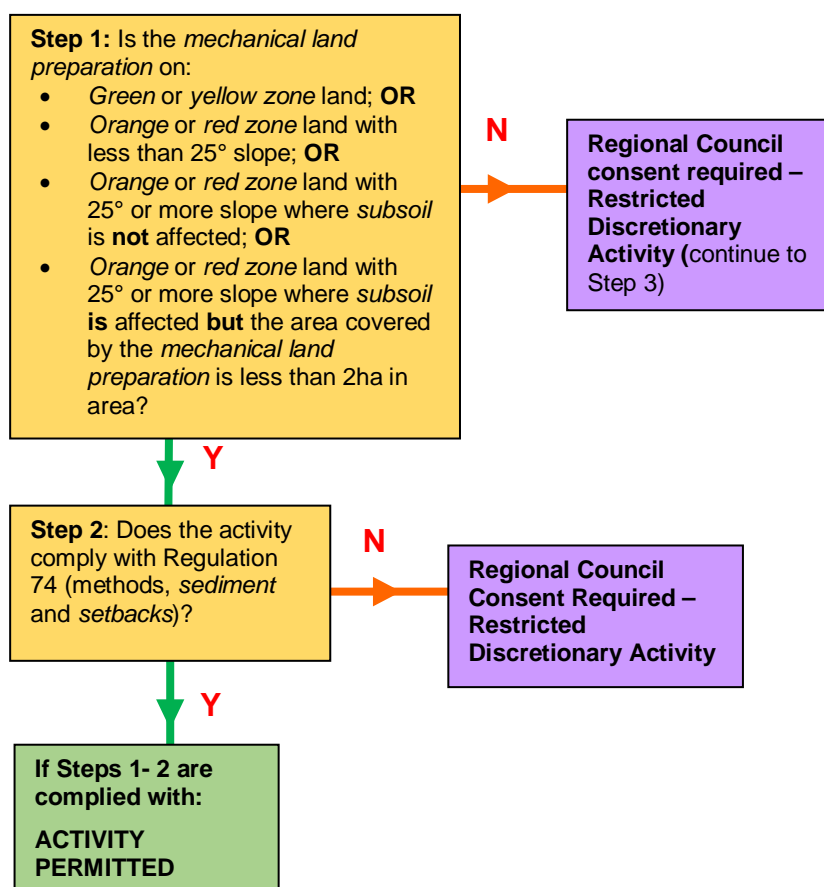 Step 1: Is the mechanical land
preparation on:
• Green or yellow zone land; OR
• Orange or red zone land with
less than 25° slope; OR
• Orange or red zone land with
25° or more slope where subsoil
is not affected; OR
• Orange or red zone land with
25° or more slope where subsoil
is affected but the area covered
by the mechanical land
preparation is less than 2ha in
area?
N
Regional Council
consent required –
Restricted
Discretionary
Activity (continue to
Step 3)
Y
Step 2: Does the activity
comply with Regulation
74 (methods, sediment
and setbacks)?
N
Regional Council
Consent Required –
Restricted
Discretionary Activity
Y
If Steps 1- 2 are
complied with:
ACTIVITY
PERMITTED